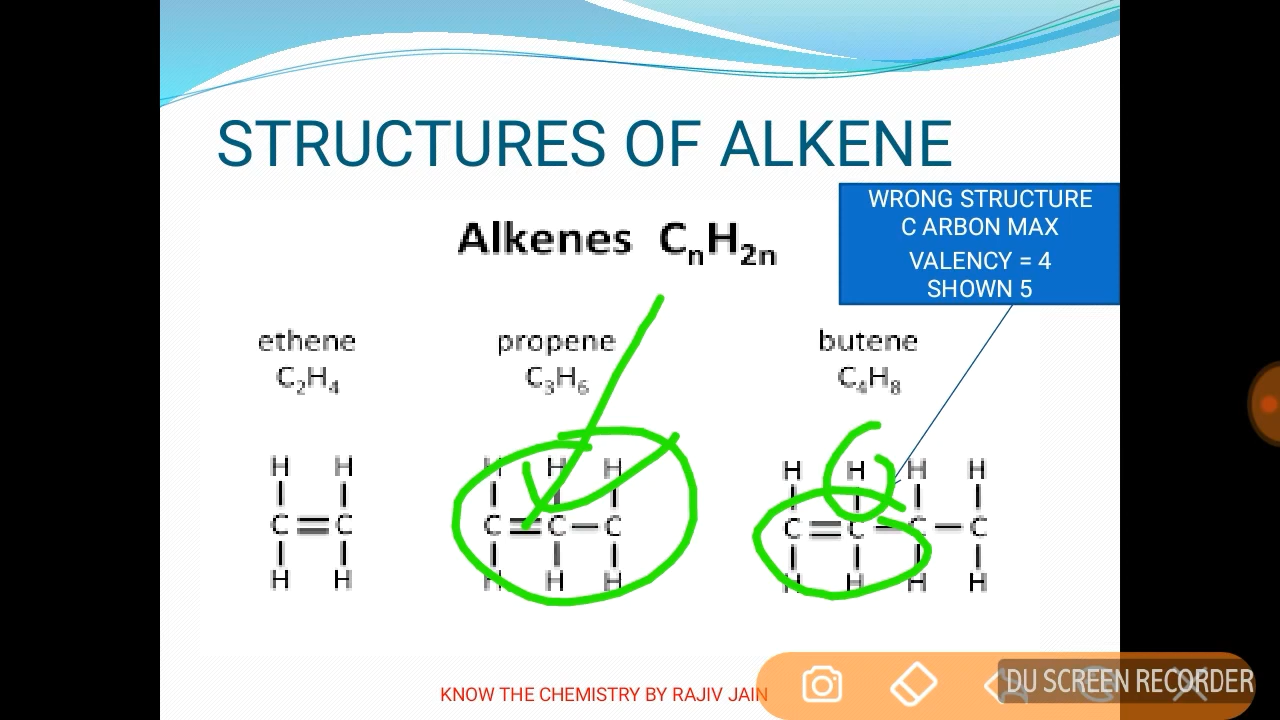 STRUCTURES OF ALKENE
WRONG STRUCTURE
C ARBON MAX
VALENCY = 4
SHOWN 5
Alkenes CnH2n
ethene propene butene
C2H4 C3H6 C4H8
H H H H H H H H H
C = C C = C – C C = C – C – C
H H H H H H H H H
KNOW THE CHEMISTRY BY RAJIV JAIN
DU SCREEN RECORDER